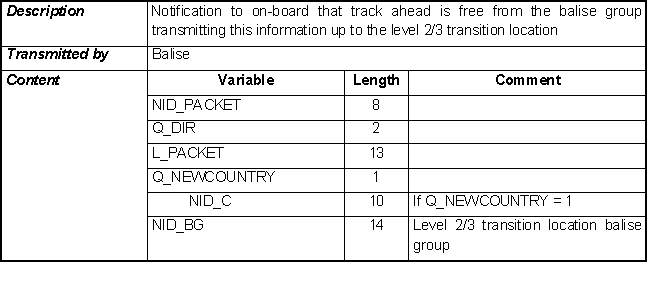 Description Notification to on-board that track ahead is free from the balise group
transmitting this information up to the level 2/3 transition location
Transmitted by Balise
Content Variable Length Comment
NID_PACKET 8
Q_DIR 2
L_PACKET 13
Q_NEWCOUNTRY 1
NID_C 10 If Q_NEWCOUNTRY = 1
NID_BG 14 Level 2/3 transition location balise
group